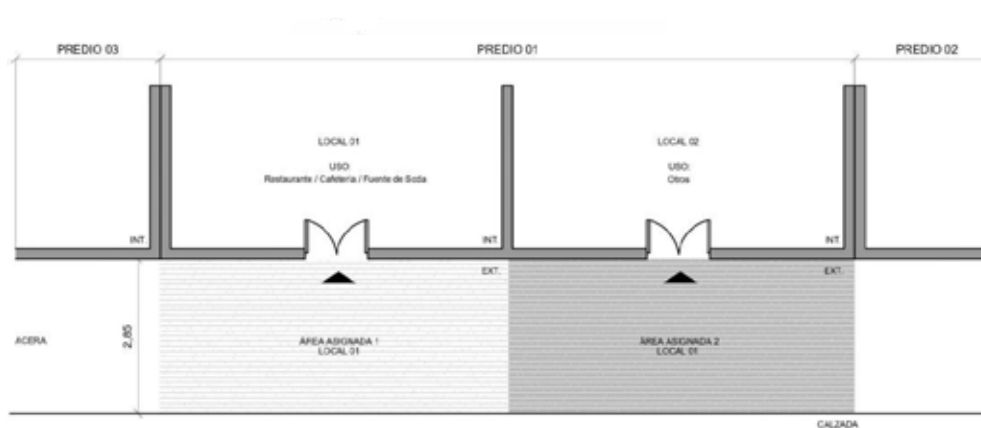 PREDIO 03
PREDIO 01
PREDIO 02
LOCAL 01
USO:
Restaurante / Cafetería / Fuente de Soda
LOCAL 02
USO:
Otros
INT.
INT.
INT.
EXT.
EXT.
ACERA
2,85
ÁREA ASIGNADA 1
LOCAL 01
ÁREA ASIGNADA 2
LOCAL 01
CALZADA